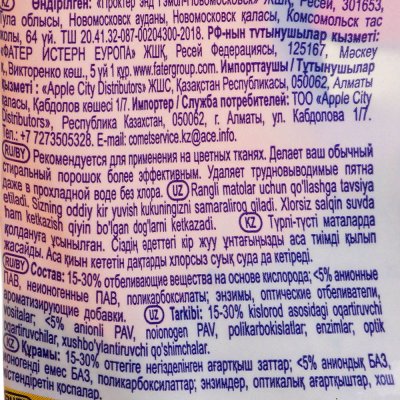 KZ Өндірілген: «Проктер энд Гэмбл-Новомосковск» ЖШҚ, Ресей, 301653,
Тула облысы, Новомосковск ауданы, Новомосковск қаласы, Комсомольск тас
жолы, 64 үй. ТШ 20.41.32-087-00204300-2018. РФ-нын тұтынушылар қызметі:
«ФАТЕР ИСТЕРН ЕУРОПА» ЖШҚ, Ресей Федерациясы, 125167, Мәскеу
Қ., Викторенко көш., 5 үй 1 құр. www.fatergroup.com. Импорттаушы / Тұтынушылар
қызметі : «Apple City Distributors» ЖШҚ, Қазақстан Республикасы, 050062, Алматы
қаласы, Қабдолов көшесі 1/7. Импортер / Служба потребителей: ТОО «Apple City
Distributors», Республика Казахстан, 050062, г. Алматы, ул. Кабдолова 1/7.
Тел.: +7 7273505328. E-mail: cometservice.kz@ace.info.
RU BY Рекомендуется для применения на цветных тканях. Делает ваш обычный
стиральный порошок более эффективным. Удаляет трудновыводимые пятна
даже в прохладной воде без хлора. UZ Rangli matolar uchun qo'llashga tavsiya
etiladi. Sizning oddiy kir yuvish kukuningizni samaraliroq qiladi. Xlorsiz salqin suvda
ham ketkazish qiyin bo'lgan dog'larni ketkazadi. KZ Түрлі-түсті маталарда
қолдануға ұсынылған. Сіздің әдеттегі кір жуу ұнтағыңызды аса тиімді қылып
жасайды. Аса қиын кететін дақтарды хлорсыз суық суда да кетіреді.
RU BY Состав: 15-30% отбеливающие вещества на основе кислорода; <5% анионные
ПАВ, неионогенные ПАВ, поликарбоксилаты; энзимы, оптические отбеливатели,
ароматизирующие добавки. UZ Tarkibi: 15-30% kislorod asosidagi oqartiruvchi
vositalar; <5% anionli PAV, noionogen PAV, polikarbokislatlar; enzimlar, optik
oqartiruvchilar, xushbo'ylantiruvchi qo'shimchalar.
KZ Құрамы: 15-30% оттегіге негізделінген ағартқыш заттар; <5% аниондық БАЗ,
ионогенді емес БАЗ, поликарбоксилаттар; энзимдер, оптикалық ағартқыштар, хош
иістендіретін қоспалар.